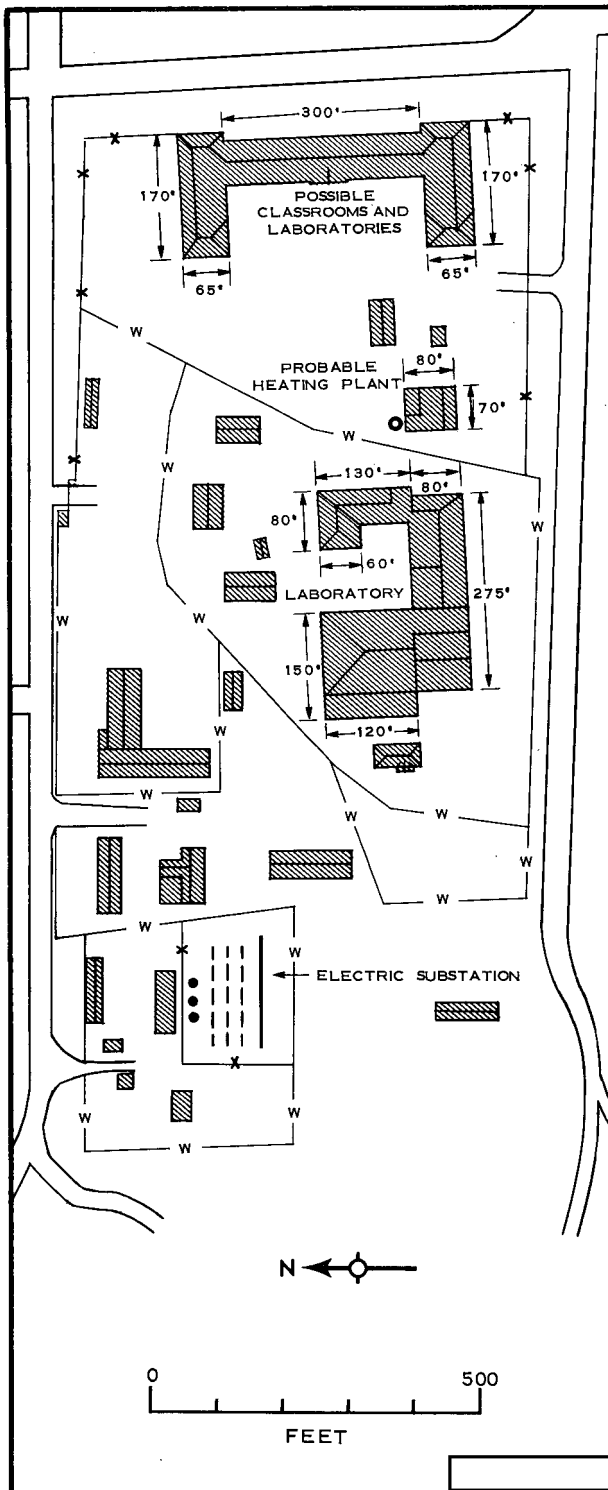 300'
170'
170'
POSSIBLE
CLASSROOMS AND
LABORATORIES
65'
65'
X
X
X
X
X
X
X
W
PROBABLE
HEATING PLANT
80'
70'
W
W
130'
80'
80'
60'
W
LABORATORY
275'
W
W
150'
W
120'
W
W
W
W
W
W
X
W
ELECTRIC SUBSTATION
X
W
W
W
N
0
500
FEET